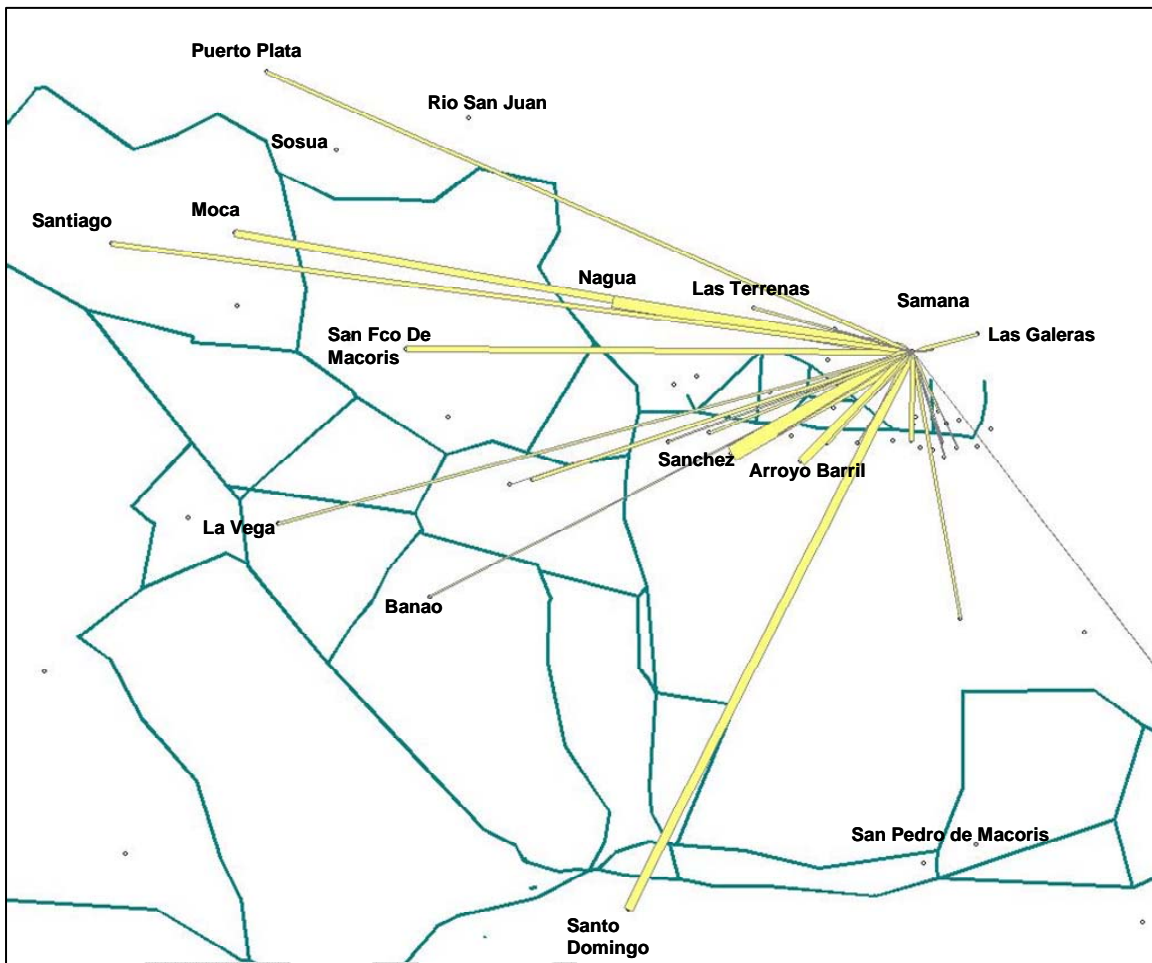 Puerto Plata
Rio San Juan
Sosua
Santiago
Moca
Nagua
Las Terrenas
Samana
Las Galeras
San Fco De
Macoris
Sanchez
Arroyo Barril
La Vega
Banao
San Pedro de Macoris
Santo
Domingo